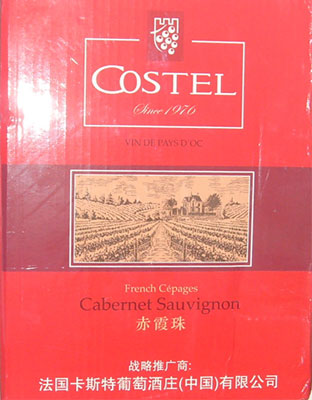 COSTEL
Since 1976
VIN DE PAYS D'OC
French Cépages
Cabernet Sauvignon
赤霞珠
战略推广商:
法国卡斯特葡萄酒庄(中国)有限公司